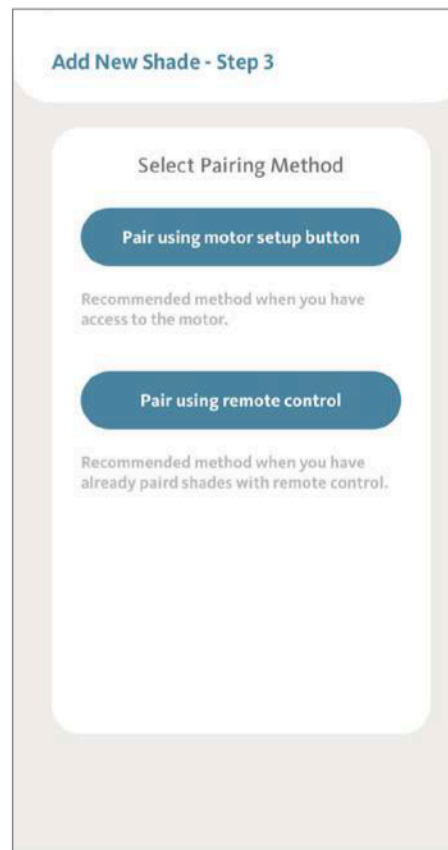 Add New Shade - Step 3
Select Pairing Method
Pair using motor setup button
Recommended method when you have
access to the motor.
Pair using remote control
Recommended method when you have
already paird shades with remote control.